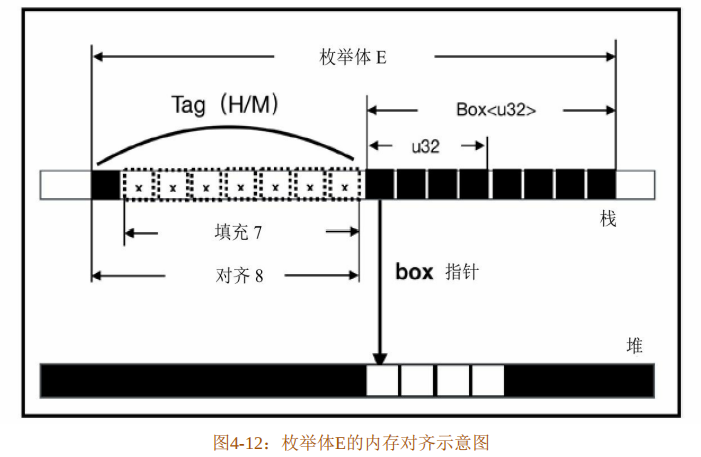 枚举体 E
Tag（H/M）
Box<u32>
u32
x x x x x x x
填充 7
栈
对齐 8
box 指针
堆
图4-12：枚举体E的内存对齐示意图